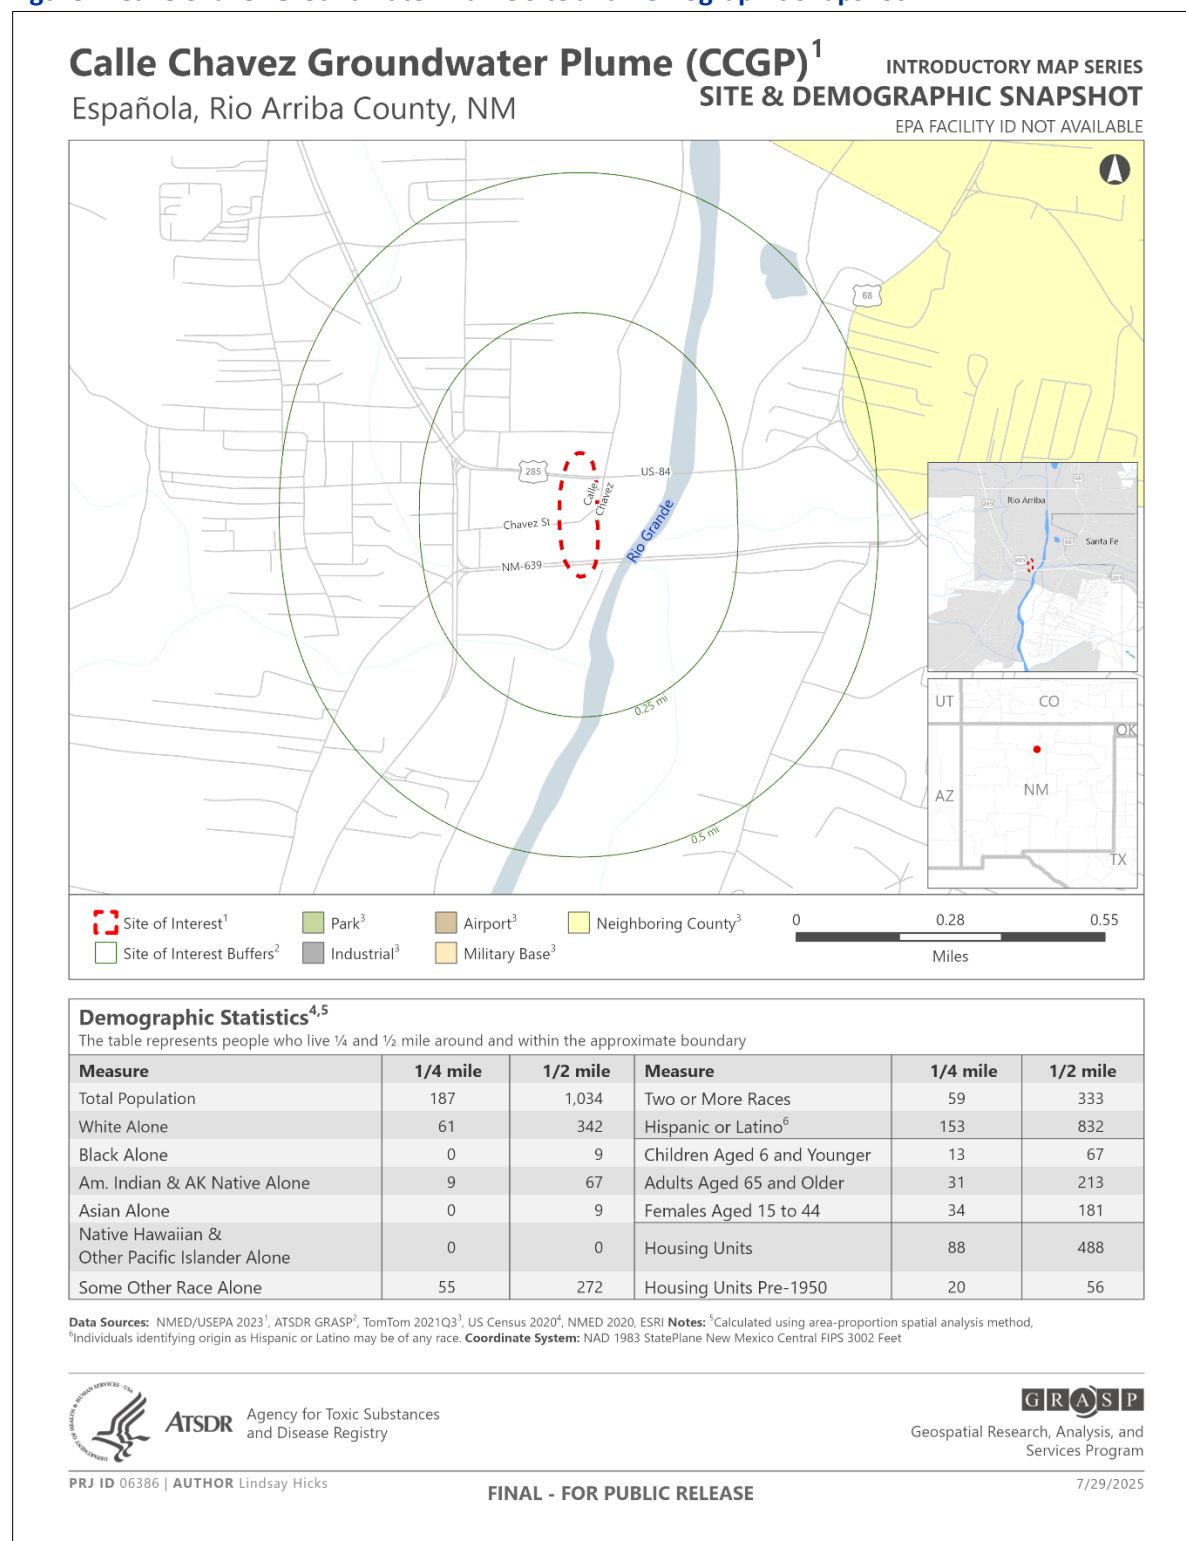 Calle Chavez Groundwater Plume (CCGP)1
Española, Rio Arriba County, NM
INTRODUCTORY MAP SERIES
SITE & DEMOGRAPHIC SNAPSHOT
EPA FACILITY ID NOT AVAILABLE
68
285
US-84
Calle
Chavez
Chavez St
NM-639
Rio Grande
0.25 mi
0.5 mi
Rio Arriba
Santa Fe
UT
CO
OK
AZ
NM
TX
Site of Interest1
Park3
Airport3
Neighboring County3
Site of Interest Buffers2
Industrial3
Military Base3
0 0.28 0.55
Miles
Demographic Statistics4,5
The table represents people who live ¼ and ½ mile around and within the approximate boundary
Measure 1/4 mile 1/2 mile Measure 1/4 mile 1/2 mile
Total Population 187 1,034 Two or More Races 59 333
White Alone 61 342 Hispanic or Latino6 153 832
Black Alone 0 9 Children Aged 6 and Younger 13 67
Am. Indian & AK Native Alone 9 67 Adults Aged 65 and Older 31 213
Asian Alone 0 9 Females Aged 15 to 44 34 181
Native Hawaiian &
Other Pacific Islander Alone 0 0 Housing Units 88 488
Some Other Race Alone 55 272 Housing Units Pre-1950 20 56
Data Sources: NMED/USEPA 20231, ATSDR GRASP2, TomTom 2021Q33, US Census 20204, NMED 2020, ESRI Notes: 5Calculated using area-proportion spatial analysis method,
6Individuals identifying origin as Hispanic or Latino may be of any race. Coordinate System: NAD 1983 StatePlane New Mexico Central FIPS 3002 Feet
DEPARTMENT OF HEALTH & HUMAN SERVICES · USA
ATSDR
Agency for Toxic Substances
and Disease Registry
GRASP
Geospatial Research, Analysis, and
Services Program
PRJ ID 06386 | AUTHOR Lindsay Hicks
FINAL - FOR PUBLIC RELEASE
7/29/2025